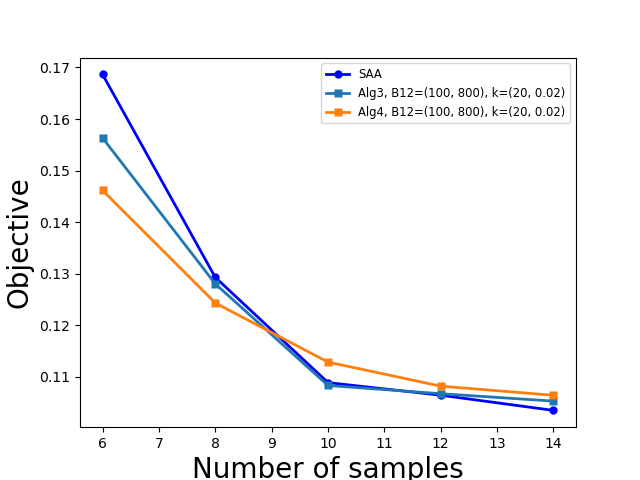 0.17
0.16
0.15
0.14
0.13
0.12
0.11
Objective
SAA
Alg3, B12=(100, 800), k=(20, 0.02)
Alg4, B12=(100, 800), k=(20, 0.02)
6 7 8 9 10 11 12 13 14
Number of samples